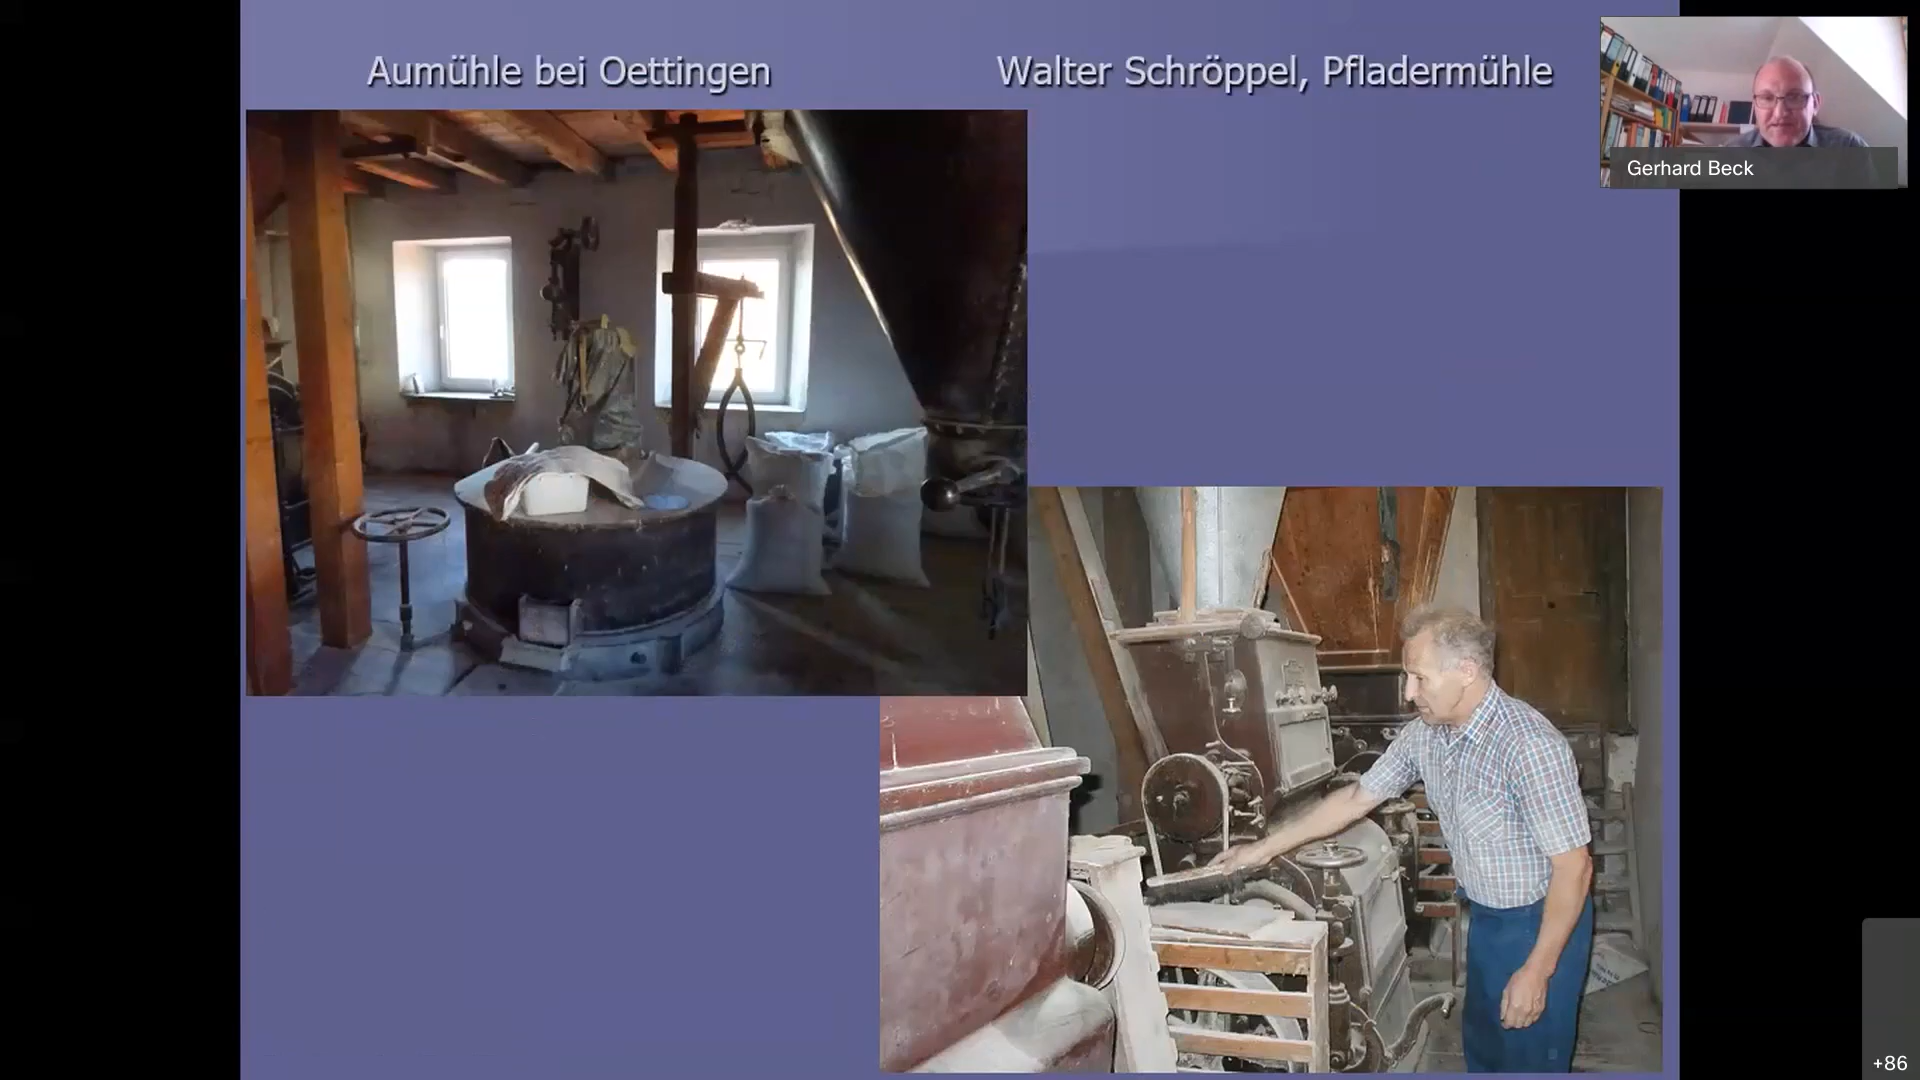 Aumühle bei Oettingen
Walter Schröppel, Pfladermühle
Gerhard Beck
+86